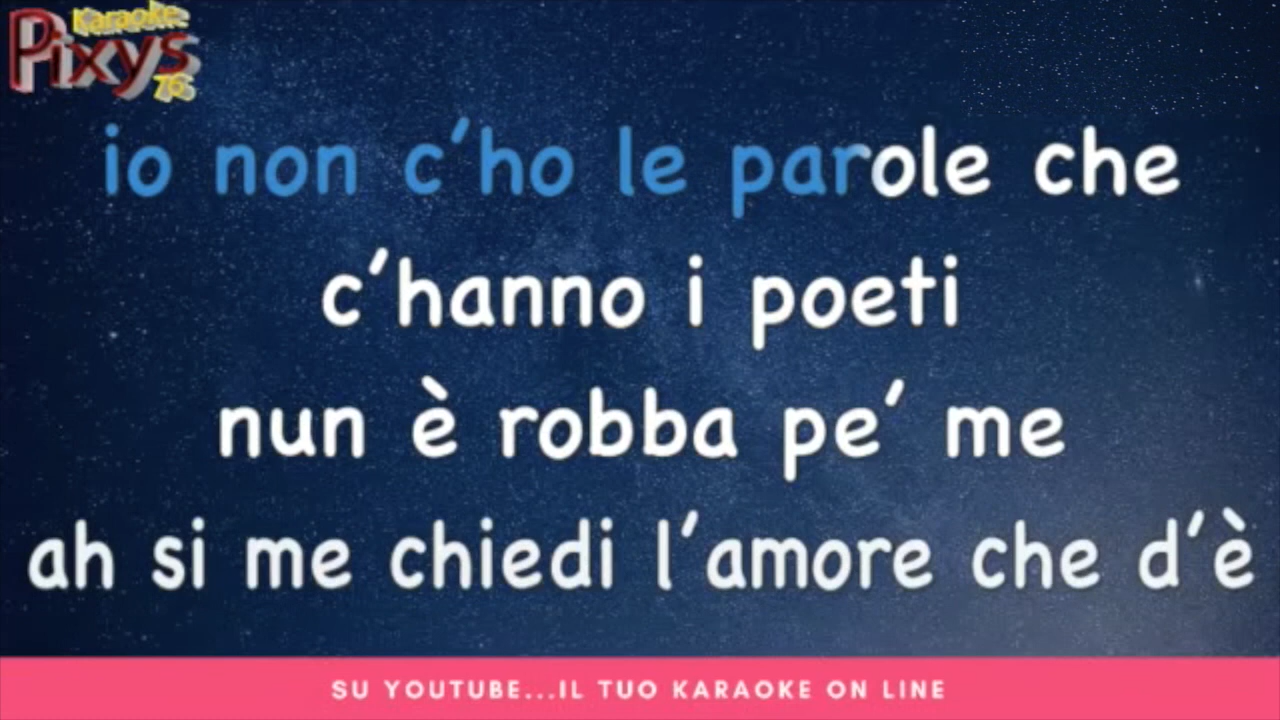 Karaoke
Pixys
76
io non c'ho le parole che
c'hanno i poeti
nun è robba pe' me
ah si me chiedi l'amore che d'è
SU YOUTUBE...IL TUO KARAOKE ON LINE